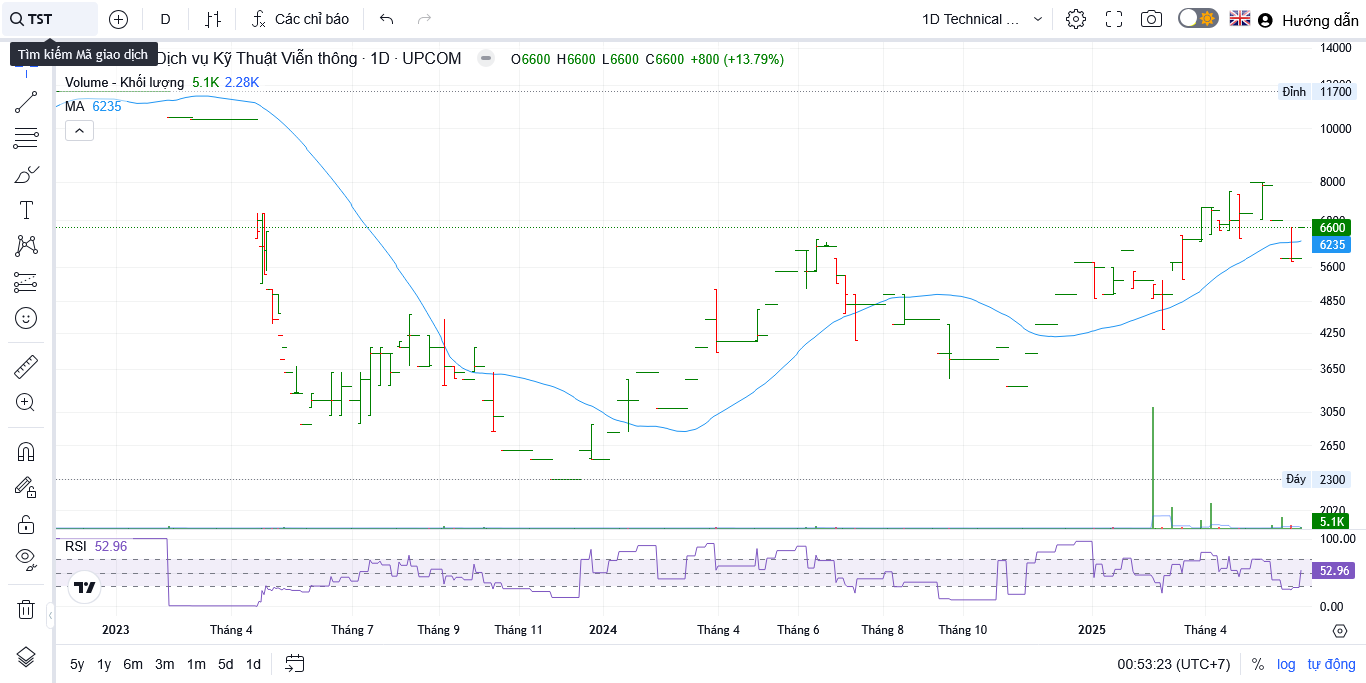 TST D Các chỉ báo 1D Technical ... Hướng dẫn
Tìm kiếm Mã giao dịch
Dịch vụ Kỹ Thuật Viễn thông · 1D · UPCOM O6600 H6600 L6600 C6600 +800 (+13.79%)
Volume - Khối lượng 5.1K 2.28K
MA 6235
14000
Đỉnh 11700
10000
8000
6600
6235
5600
4850
4250
3650
3050
2650
Đáy 2300
5.1K
RSI 52.96
100.00
52.96
0.00
2023 Tháng 4 Tháng 7 Tháng 9 Tháng 11 2024 Tháng 4 Tháng 6 Tháng 8 Tháng 10 2025 Tháng 4
5y 1y 6m 3m 1m 5d 1d 00:53:23 (UTC+7) % log tự động